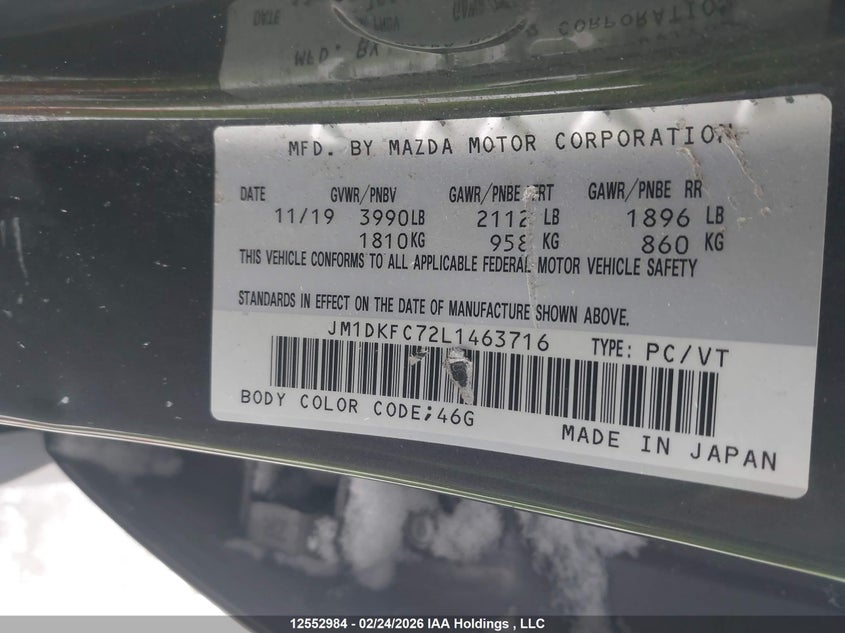 MFD. BY MAZDA MOTOR CORPORATION
DATE GVWR/PNBV GAWR/PNBE FRT GAWR/PNBE RR
11/19 3990LB 2112 LB 1896 LB
1810KG 958 KG 860 KG
THIS VEHICLE CONFORMS TO ALL APPLICABLE FEDERAL MOTOR VEHICLE SAFETY
STANDARDS IN EFFECT ON THE DATE OF MANUFACTURE SHOWN ABOVE.
JM1DKFC72L1463716 TYPE: PC/VT
BODY COLOR CODE;46G
MADE IN JAPAN
12552984 - 02/24/2026 IAA Holdings , LLC